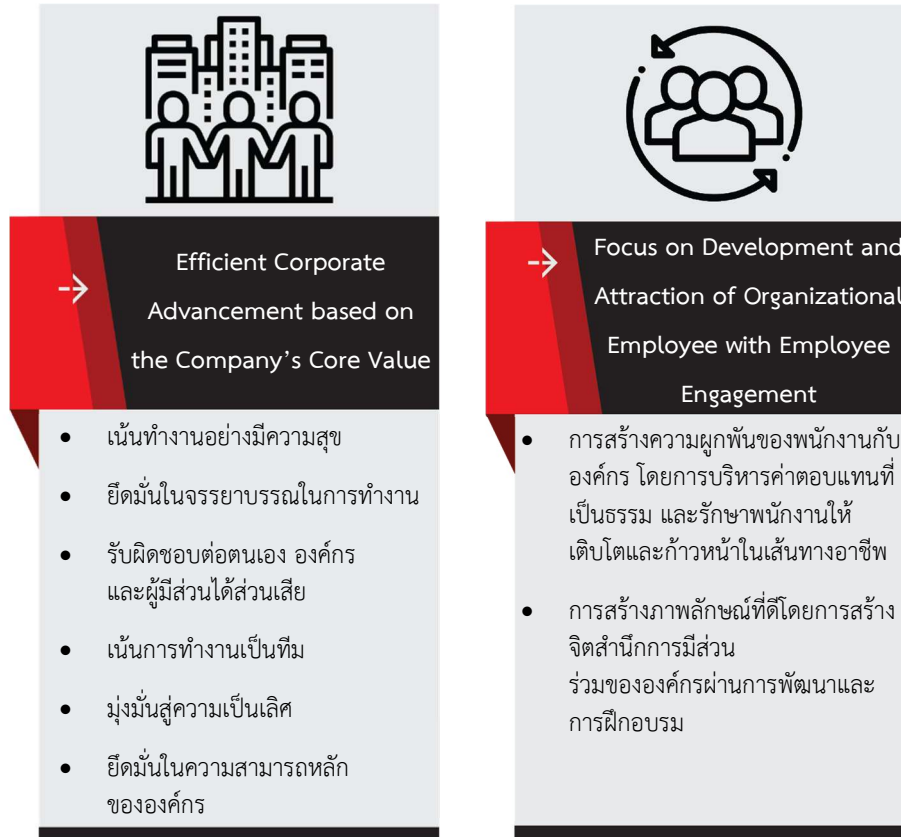 Efficient Corporate
Advancement based on
the Company's Core Value
• เน้นทำงานอย่างมีความสุข
• ยึดมั่นในจรรยาบรรณในการทำงาน
• รับผิดชอบต่อตนเอง องค์กร
และผู้มีส่วนได้ส่วนเสีย
• เน้นการทำงานเป็นทีม
• มุ่งมั่นสู่ความเป็นเลิศ
• ยึดมั่นในความสามารถหลัก
ขององค์กร
Focus on Development and
Attraction of Organizational
Employee with Employee
Engagement
• การสร้างความผูกพันของพนักงานกับ
องค์กร โดยการบริหารค่าตอบแทนที่
เป็นธรรม และรักษาพนักงานให้
เติบโตและก้าวหน้าในเส้นทางอาชีพ
• การสร้างภาพลักษณ์ที่ดีโดยการสร้าง
จิตสำนึกการมีส่วน
ร่วมขององค์กรผ่านการพัฒนาและ
การฝึกอบรม